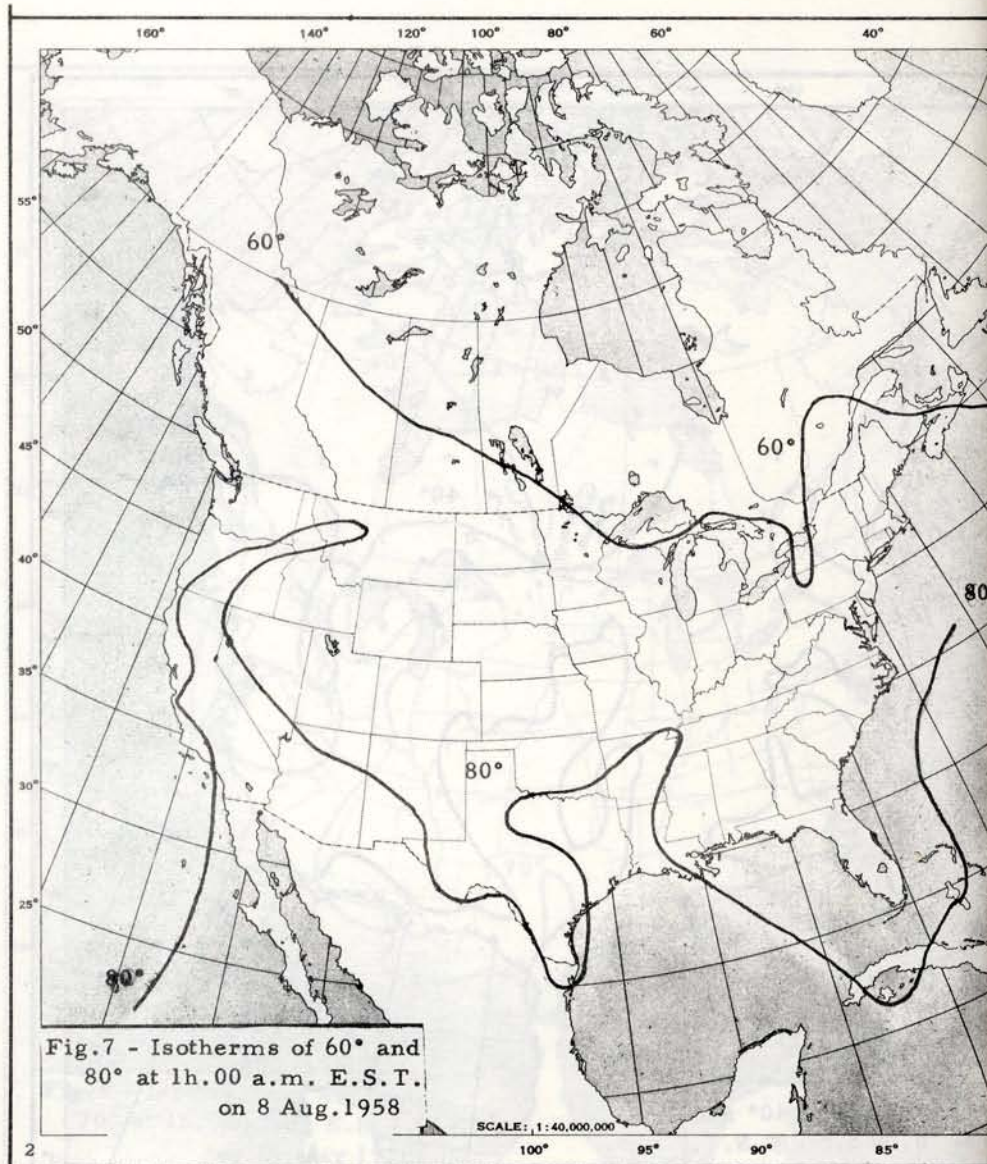 160° 140° 120° 100° 80° 60° 40°
55°
60°
50°
45°
60°
40°
80
35°
30°
80°
25°
80°
Fig.7 - Isotherms of 60° and
80° at 1h.00 a.m. E.S.T.
on 8 Aug.1958
SCALE: 1:40,000,000
2 100° 95° 90° 85°